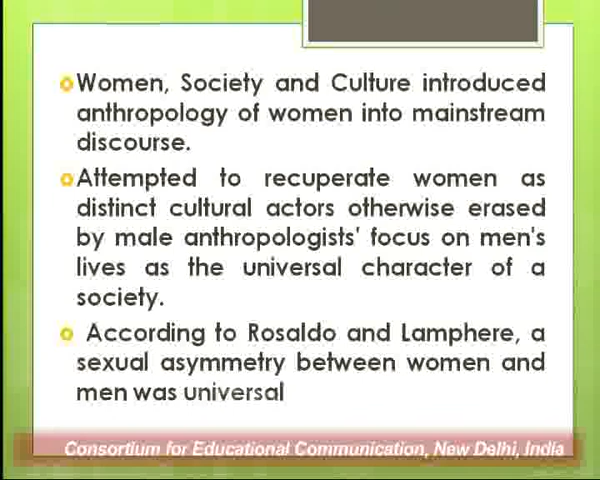 Women, Society and Culture introduced
anthropology of women into mainstream
discourse.
Attempted to recuperate women as
distinct cultural actors otherwise erased
by male anthropologists' focus on men's
lives as the universal character of a
society.
According to Rosaldo and Lamphere, a
sexual asymmetry between women and
men was universal
Consortium for Educational Communication, New Delhi, India